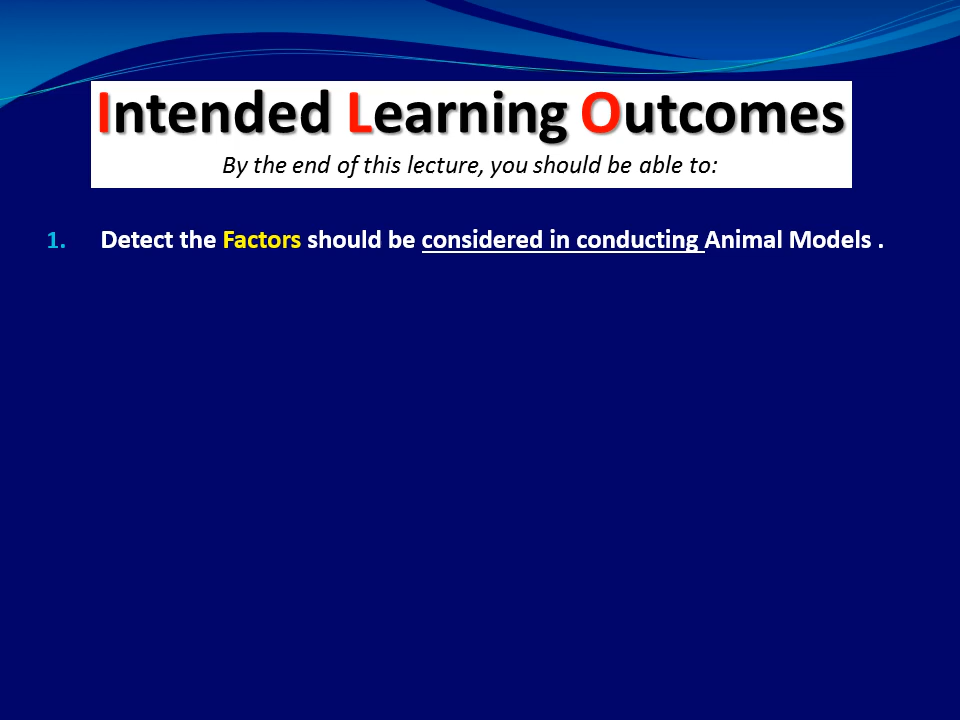 Intended Learning Outcomes
By the end of this lecture, you should be able to:
1. Detect the Factors should be considered in conducting Animal Models .